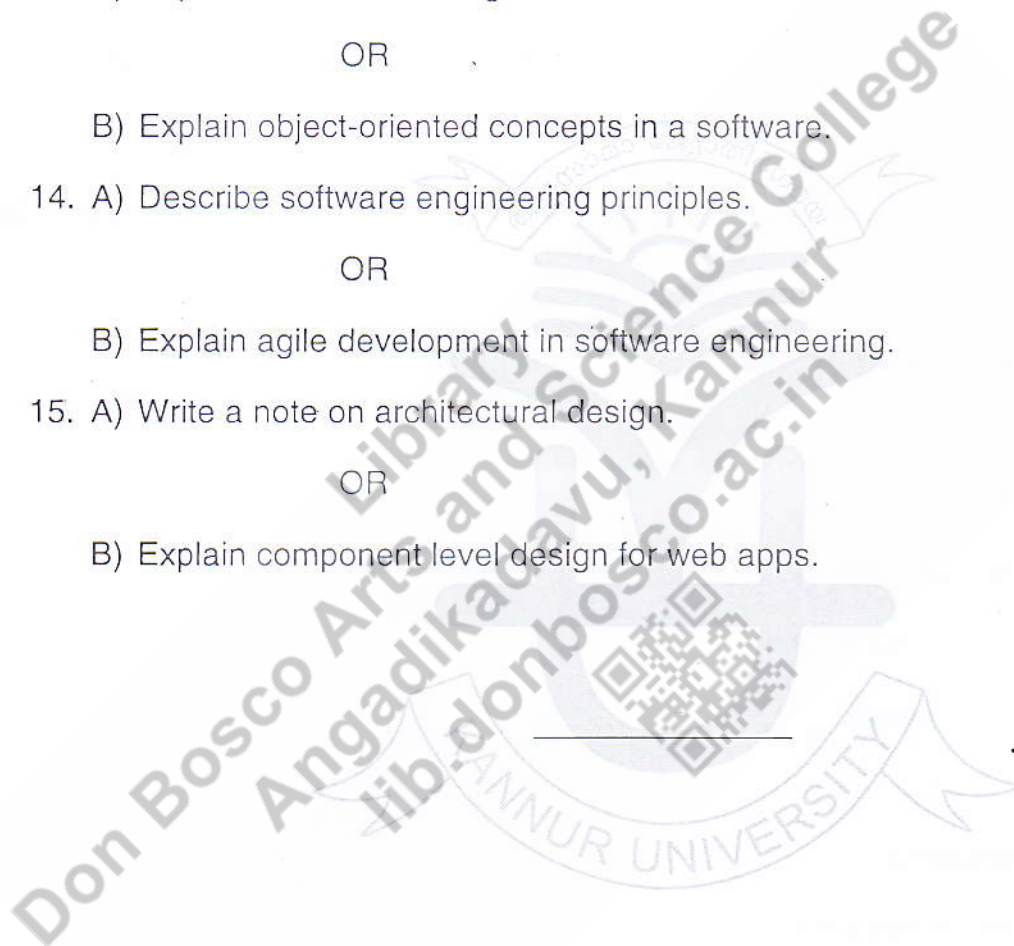 OR
B) Explain object-oriented concepts in a software.
14. A) Describe software engineering principles.
OR
B) Explain agile development in software engineering.
15. A) Write a note on architectural design.
OR
B) Explain component level design for web apps.
Library
Don Bosco Arts and Science College
Angadikadavu, Kannur
lib.donbosco.ac.in
KANNUR UNIVERSITY